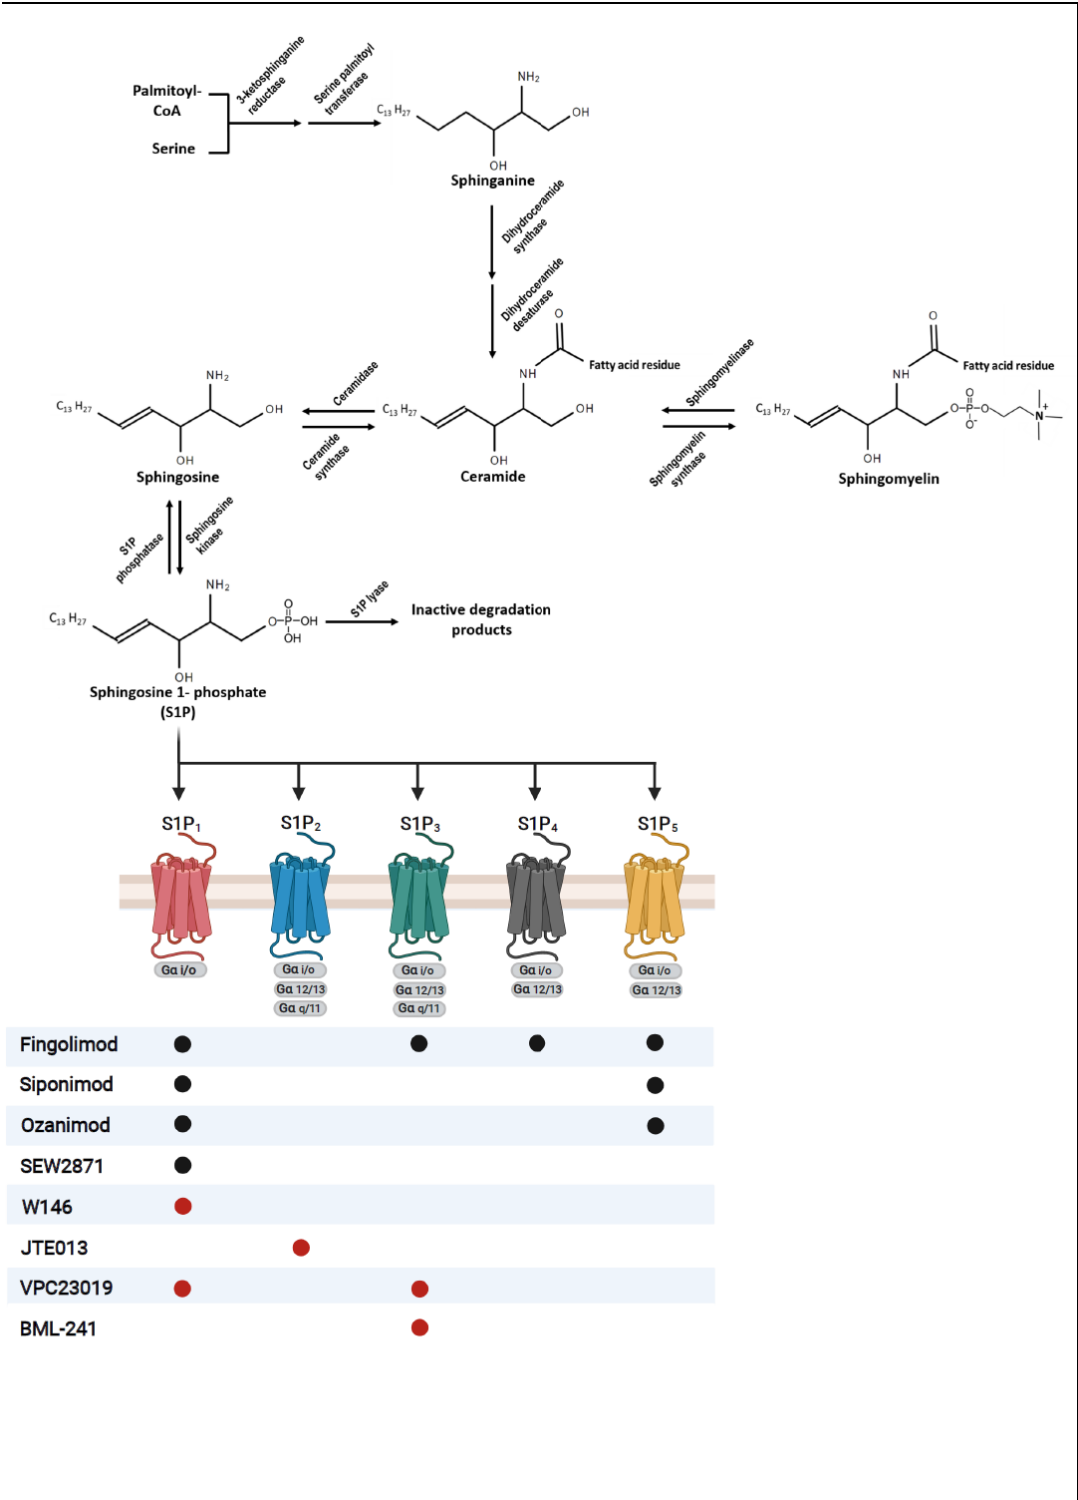 Palmitoyl-
CoA
Serine
3-ketosphinganine
reductase
Serine palmitoyl
transferase
C13 H27
NH2
OH
OH
Sphinganine
Dihydroceramide
synthase
Dihydroceramide
desaturase
O
Fatty acid residue
NH
C13 H27
OH
OH
Ceramide
Ceramidase
Ceramide
synthase
Sphingomyelinase
Sphingomyelin
synthase
O
Fatty acid residue
NH
C13 H27
O-P-O
O
O-
N+
OH
Sphingomyelin
NH2
C13 H27
OH
OH
Sphingosine
S1P
phosphatase
Sphingosine
kinase
NH2
C13 H27
O
O-P-OH
OH
OH
Sphingosine 1- phosphate
(S1P)
S1P lyase
Inactive degradation
products
S1P1 S1P2 S1P3 S1P4 S1P5
Gα i/o Gα i/o Gα i/o Gα i/o Gα i/o
Gα 12/13 Gα 12/13 Gα 12/13 Gα 12/13
Gα q/11 Gα q/11
Fingolimod
Siponimod
Ozanimod
SEW2871
W146
JTE013
VPC23019
BML-241